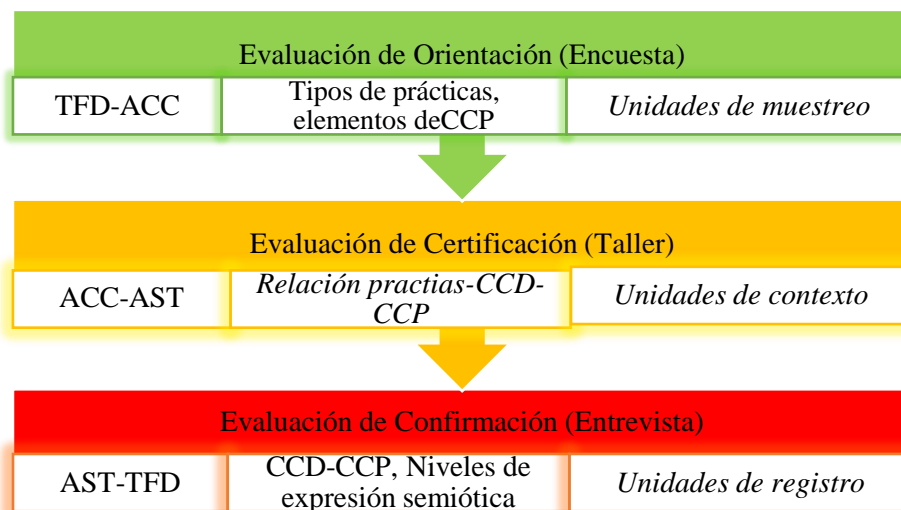 Evaluación de Orientación (Encuesta)
TFD-ACC
Tipos de prácticas,
elementos deCCP
Unidades de muestreo
Evaluación de Certificación (Taller)
ACC-AST
Relación practias-CCD-
CCP
Unidades de contexto
Evaluación de Confirmación (Entrevista)
AST-TFD
CCD-CCP, Niveles de
expresión semiótica
Unidades de registro